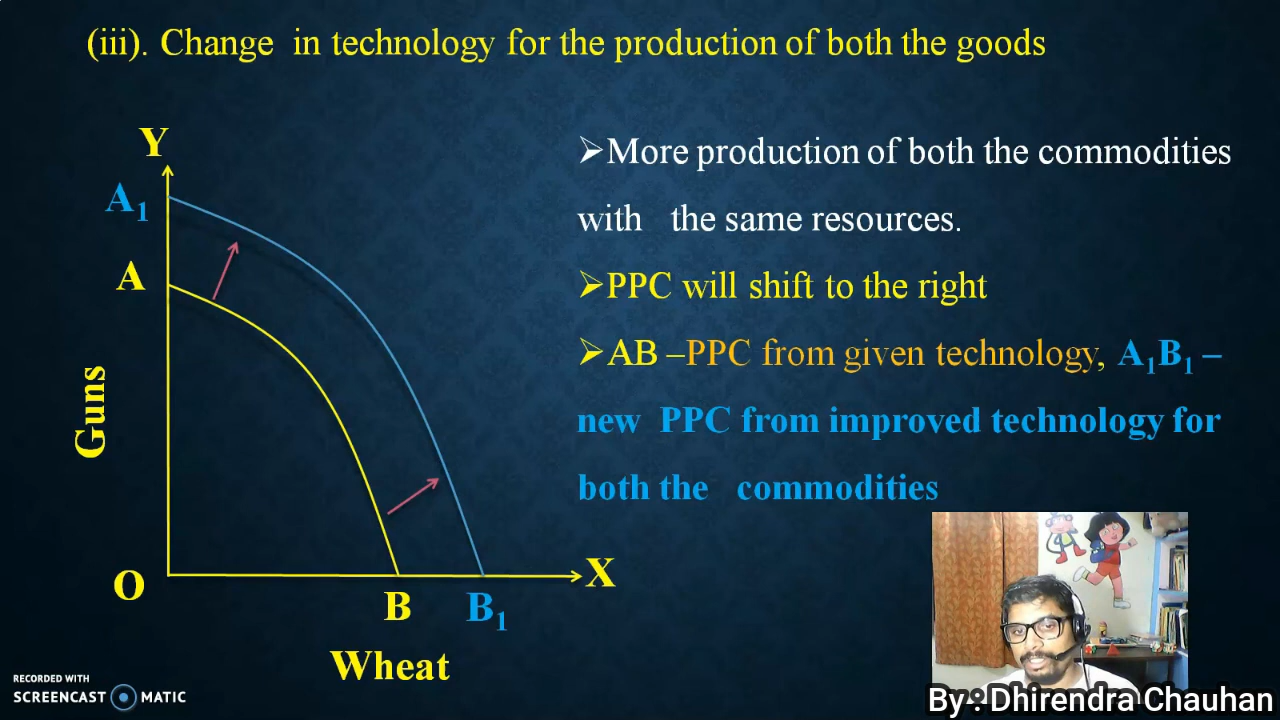 (iii). Change in technology for the production of both the goods
Y
A1
A
Guns
O
B
B1
X
Wheat
➢More production of both the commodities
with the same resources.
➢PPC will shift to the right
➢AB –PPC from given technology, A1B1 –
new PPC from improved technology for
both the commodities
RECORDED WITH
SCREENCAST MATIC
By : Dhirendra Chauhan